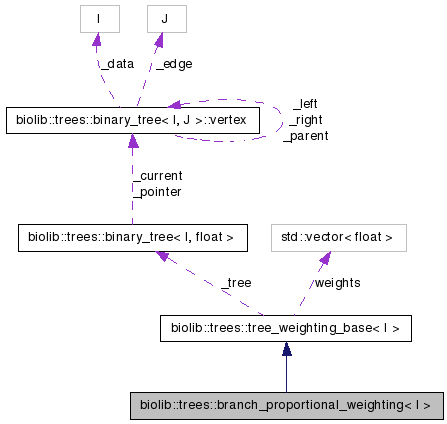 I
J
_data
_edge
_left
_right
_parent
biolib::trees::binary_tree< I, J >::vertex
_current
_pointer
biolib::trees::binary_tree< I, float >
std::vector< float >
_tree
weights
biolib::trees::tree_weighting_base< I >
biolib::trees::branch_proportional_weighting< I >